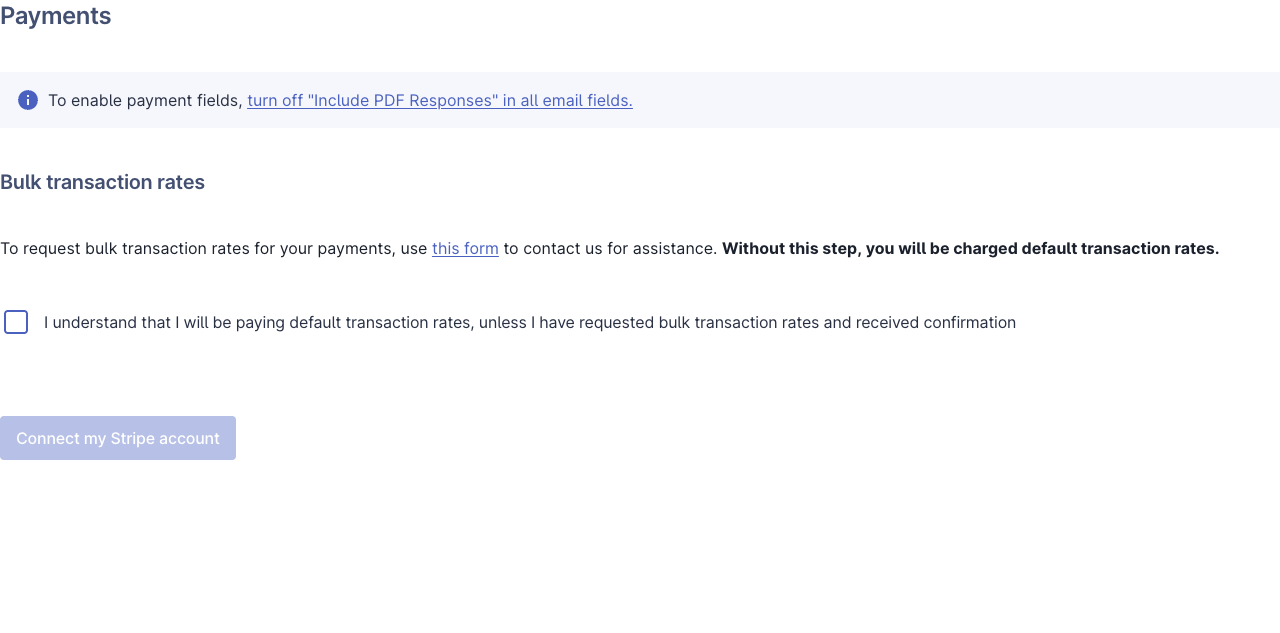 Payments
To enable payment fields, turn off "Include PDF Responses" in all email fields.
Bulk transaction rates
To request bulk transaction rates for your payments, use this form to contact us for assistance. Without this step, you will be charged default transaction rates.
I understand that I will be paying default transaction rates, unless I have requested bulk transaction rates and received confirmation
Connect my Stripe account